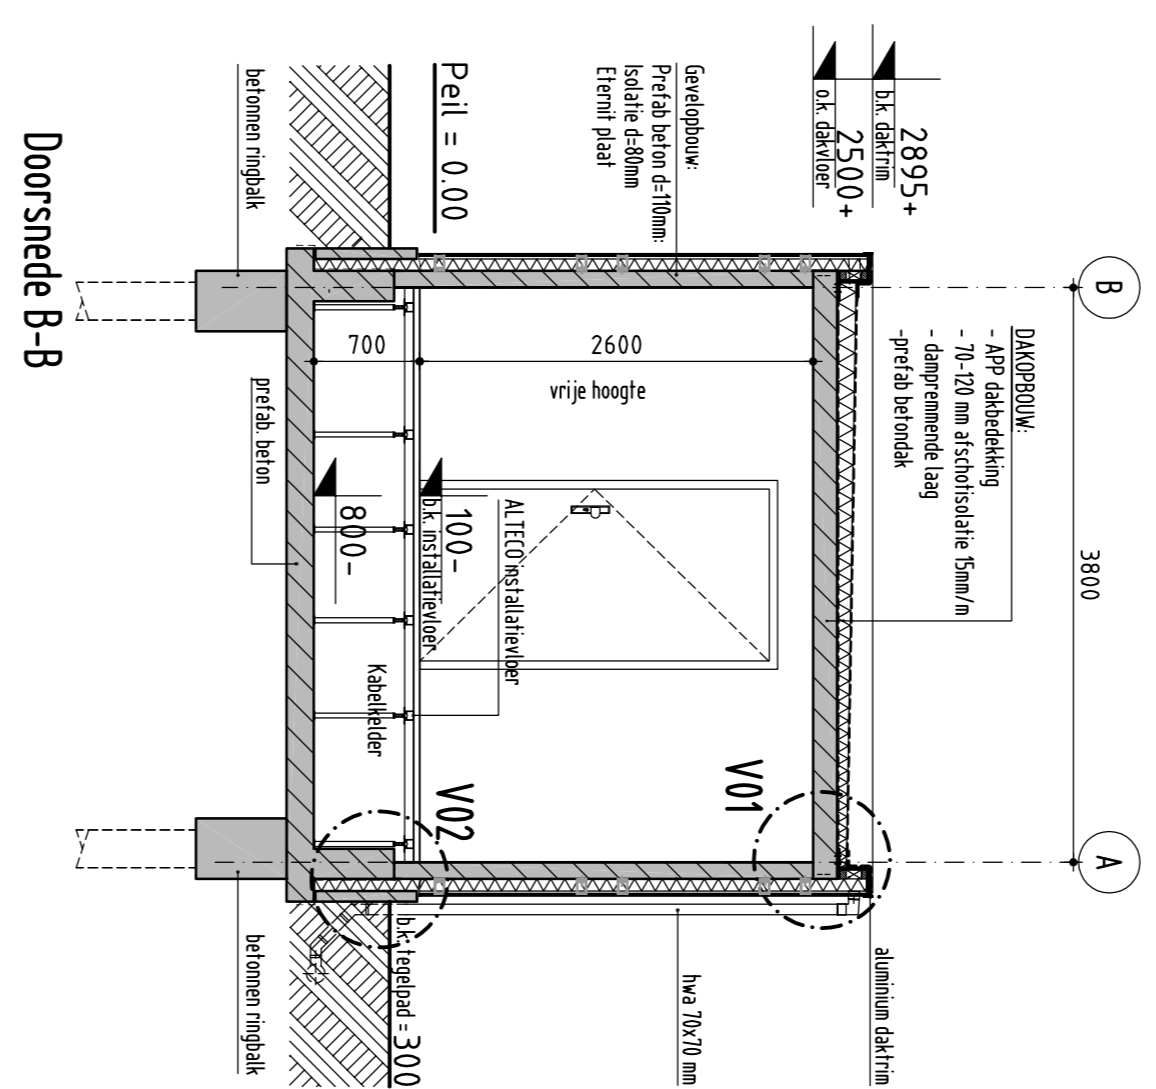 B
A
3800
2895+
b.k. daktrim
2500+
o.k. dakvloer
DAKOPBOUW:
- APP dakbedekking
- 70-120 mm afschotisolatie 15mm/m
- dampremmende laag
-prefab betondak
aluminium daktrim
Gevelopbouw:
Prefab beton d=110mm:
Isolatie d=80mm
Eternit plaat
V01
hwa 70x70 mm
2600
vrije hoogte
700
ALTECO installatievloer
100-
b.k. installatievloer
800-
Kabelkelder
V02
Peil = 0.00
b.k. tegelpad = 300
prefab. beton
betonnen ringbalk
betonnen ringbalk
Doorsnede B-B